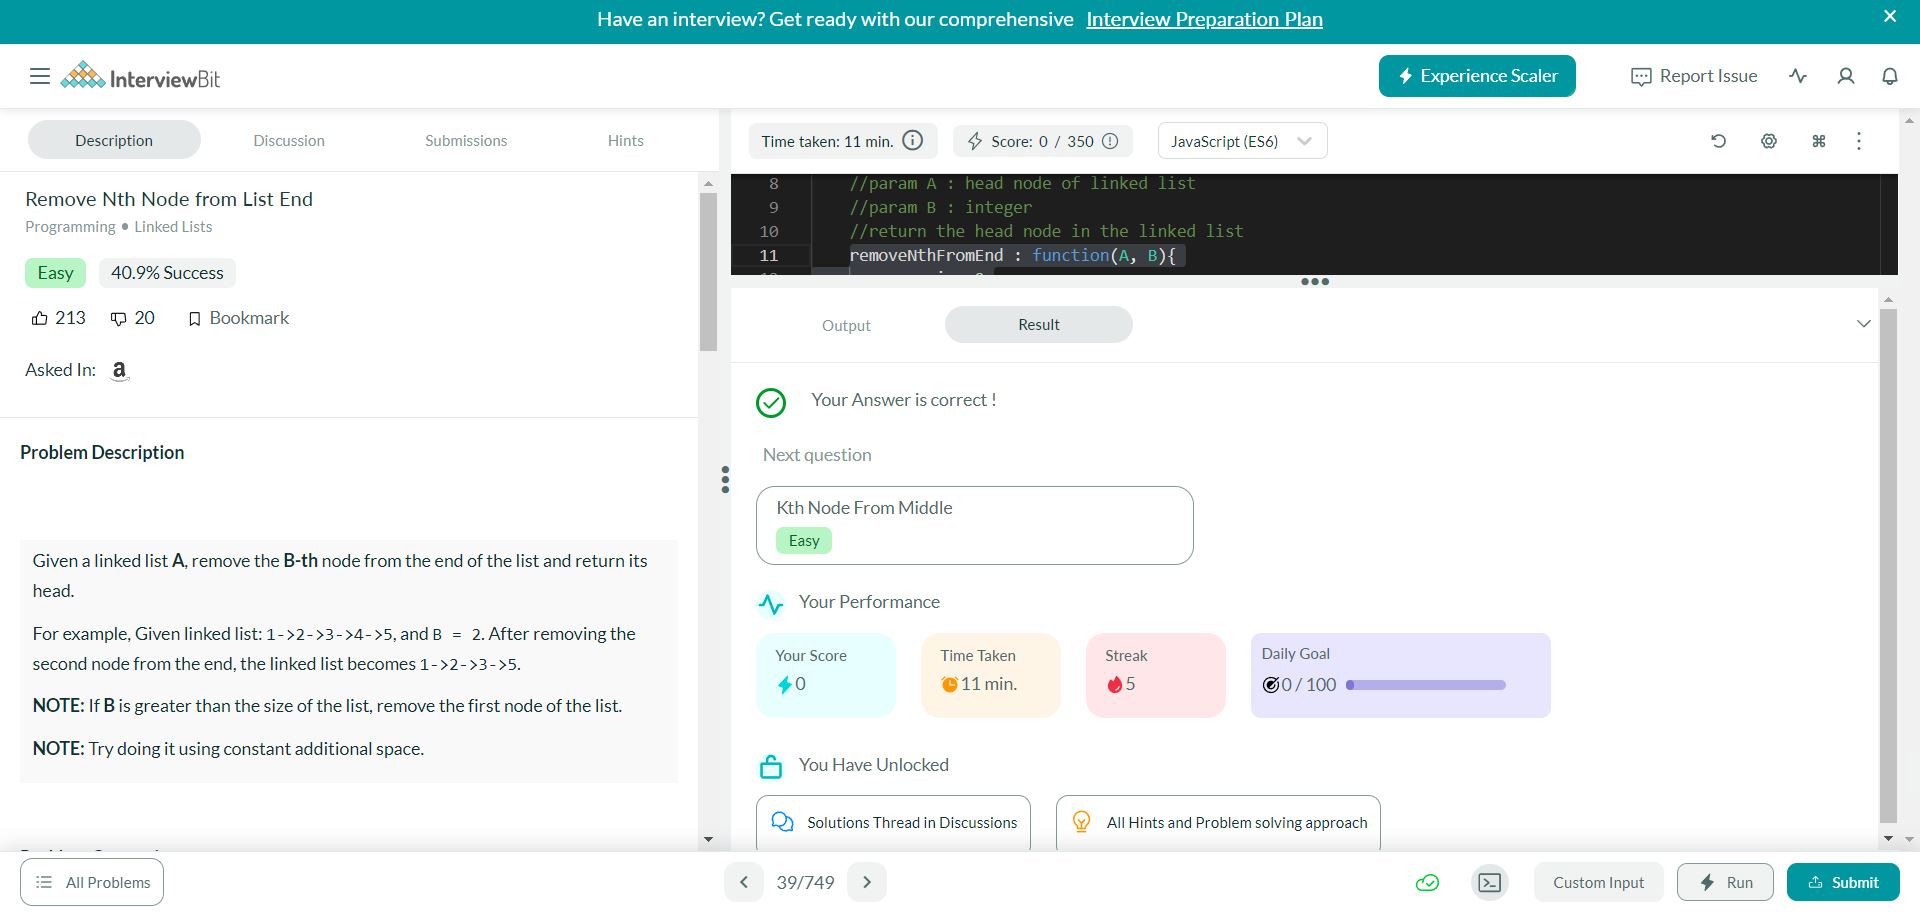 Have an interview? Get ready with our comprehensive Interview Preparation Plan
InterviewBit
Experience Scaler
Report Issue
Description
Discussion
Submissions
Hints
Remove Nth Node from List End
Programming • Linked Lists
Easy
40.9% Success
213
20
Bookmark
Asked In:
Problem Description
Given a linked list A, remove the B-th node from the end of the list and return its
head.
For example, Given linked list: 1->2->3->4->5, and B = 2. After removing the
second node from the end, the linked list becomes 1->2->3->5.
NOTE: If B is greater than the size of the list, remove the first node of the list.
NOTE: Try doing it using constant additional space.
Time taken: 11 min.
Score: 0 / 350
JavaScript (ES6)
8 //param A : head node of linked list
9 //param B : integer
10 //return the head node in the linked list
11 removeNthFromEnd : function(A, B){
Output
Result
Your Answer is correct !
Next question
Kth Node From Middle
Easy
Your Performance
Your Score
0
Time Taken
11 min.
Streak
5
Daily Goal
0 / 100
You Have Unlocked
Solutions Thread in Discussions
All Hints and Problem solving approach
All Problems
39/749
Custom Input
Run
Submit